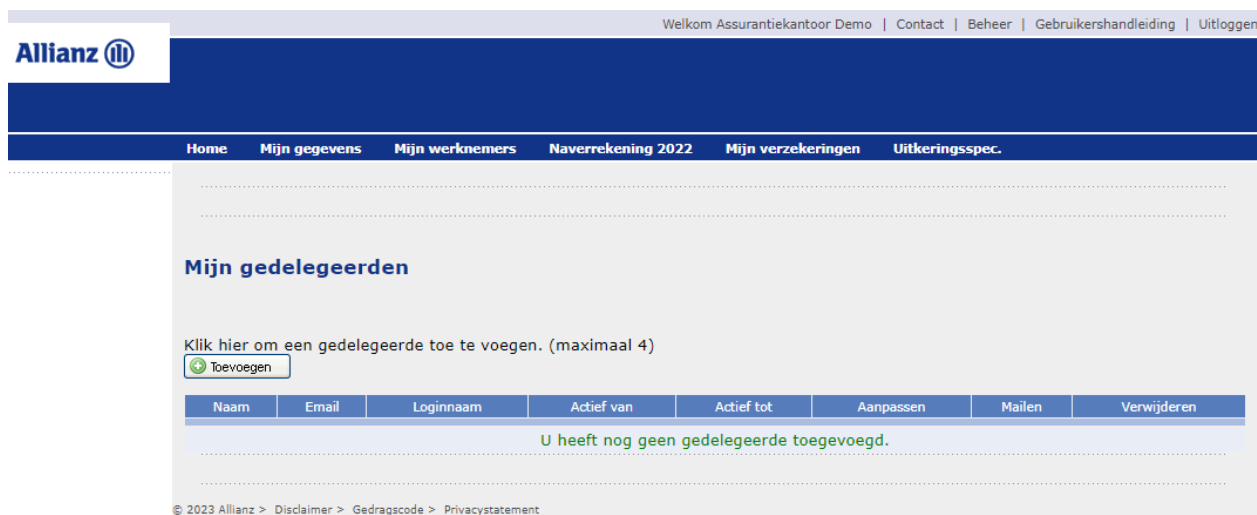 Welkom Assurantiekantoor Demo | Contact | Beheer | Gebruikershandleiding | Uitloggen
Allianz
Home Mijn gegevens Mijn werknemers Naverrekening 2022 Mijn verzekeringen Uitkeringsspec.
Mijn gedelegeerden
Klik hier om een gedelegeerde toe te voegen. (maximaal 4)
Toevoegen
Naam Email Loginnaam Actief van Actief tot Aanpassen Mailen Verwijderen
U heeft nog geen gedelegeerde toegevoegd.
© 2023 Allianz > Disclaimer > Gedragscode > Privacystatement